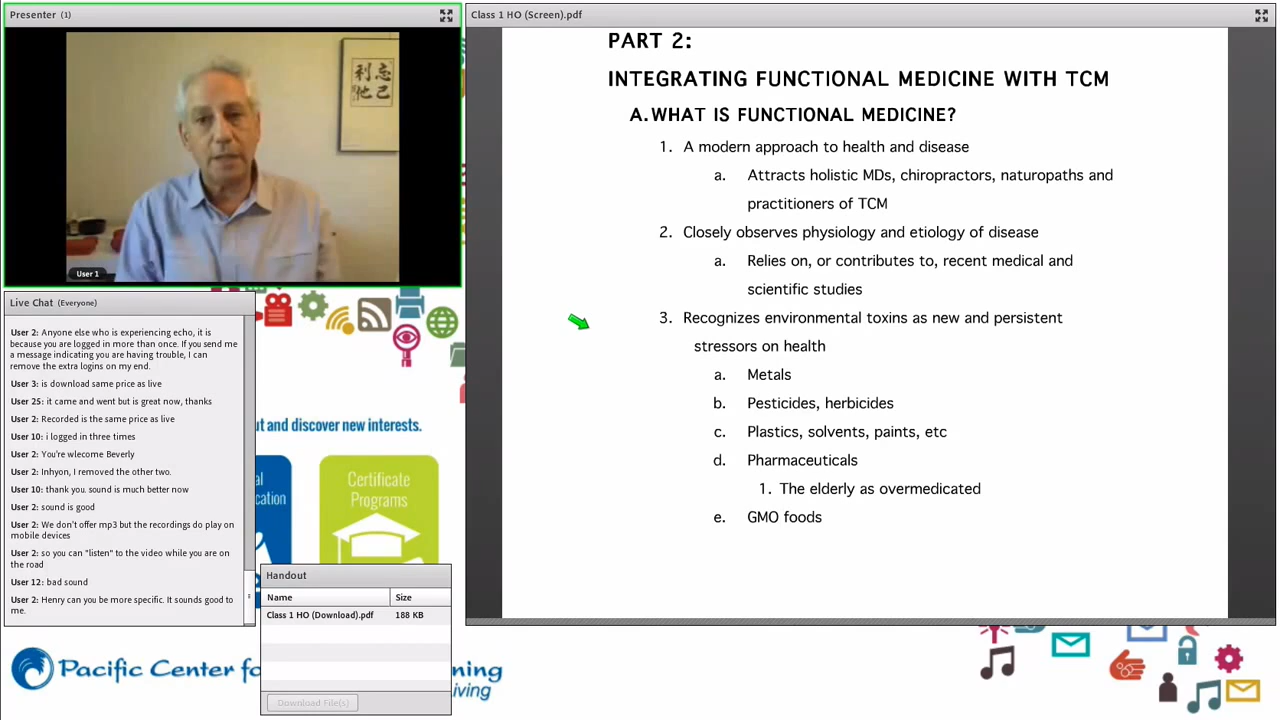 Presenter (1)
忘己
利他
User 1
Live Chat (Everyone)
User 2: Anyone else who is experiencing echo, it is
because you are logged in more than once. If you send me
a message indicating you are having trouble, I can
remove the extra logins on my end.
User 3: is download same price as live
User 25: it came and went but is great now, thanks
User 2: Recorded is the same price as live
User 10: i logged in three times
User 2: You're wlecome Beverly
User 2: Inhyon, I removed the other two.
User 10: thank you. sound is much better now
User 2: sound is good
User 2: We don't offer mp3 but the recordings do play on
mobile devices
User 2: so you can "listen" to the video while you are on
the road
User 12: bad sound
User 2: Henry can you be more specific. It sounds good to
me.
ut and discover new interests.
Certificate
Programs
Handout
Name Size
Class 1 HO (Download).pdf 188 KB
Download File(s)
Pacific Center fo
ning
iving
Class 1 HO (Screen).pdf
PART 2:
INTEGRATING FUNCTIONAL MEDICINE WITH TCM
A. WHAT IS FUNCTIONAL MEDICINE?
1. A modern approach to health and disease
a. Attracts holistic MDs, chiropractors, naturopaths and
practitioners of TCM
2. Closely observes physiology and etiology of disease
a. Relies on, or contributes to, recent medical and
scientific studies
3. Recognizes environmental toxins as new and persistent
stressors on health
a. Metals
b. Pesticides, herbicides
c. Plastics, solvents, paints, etc
d. Pharmaceuticals
1. The elderly as overmedicated
e. GMO foods